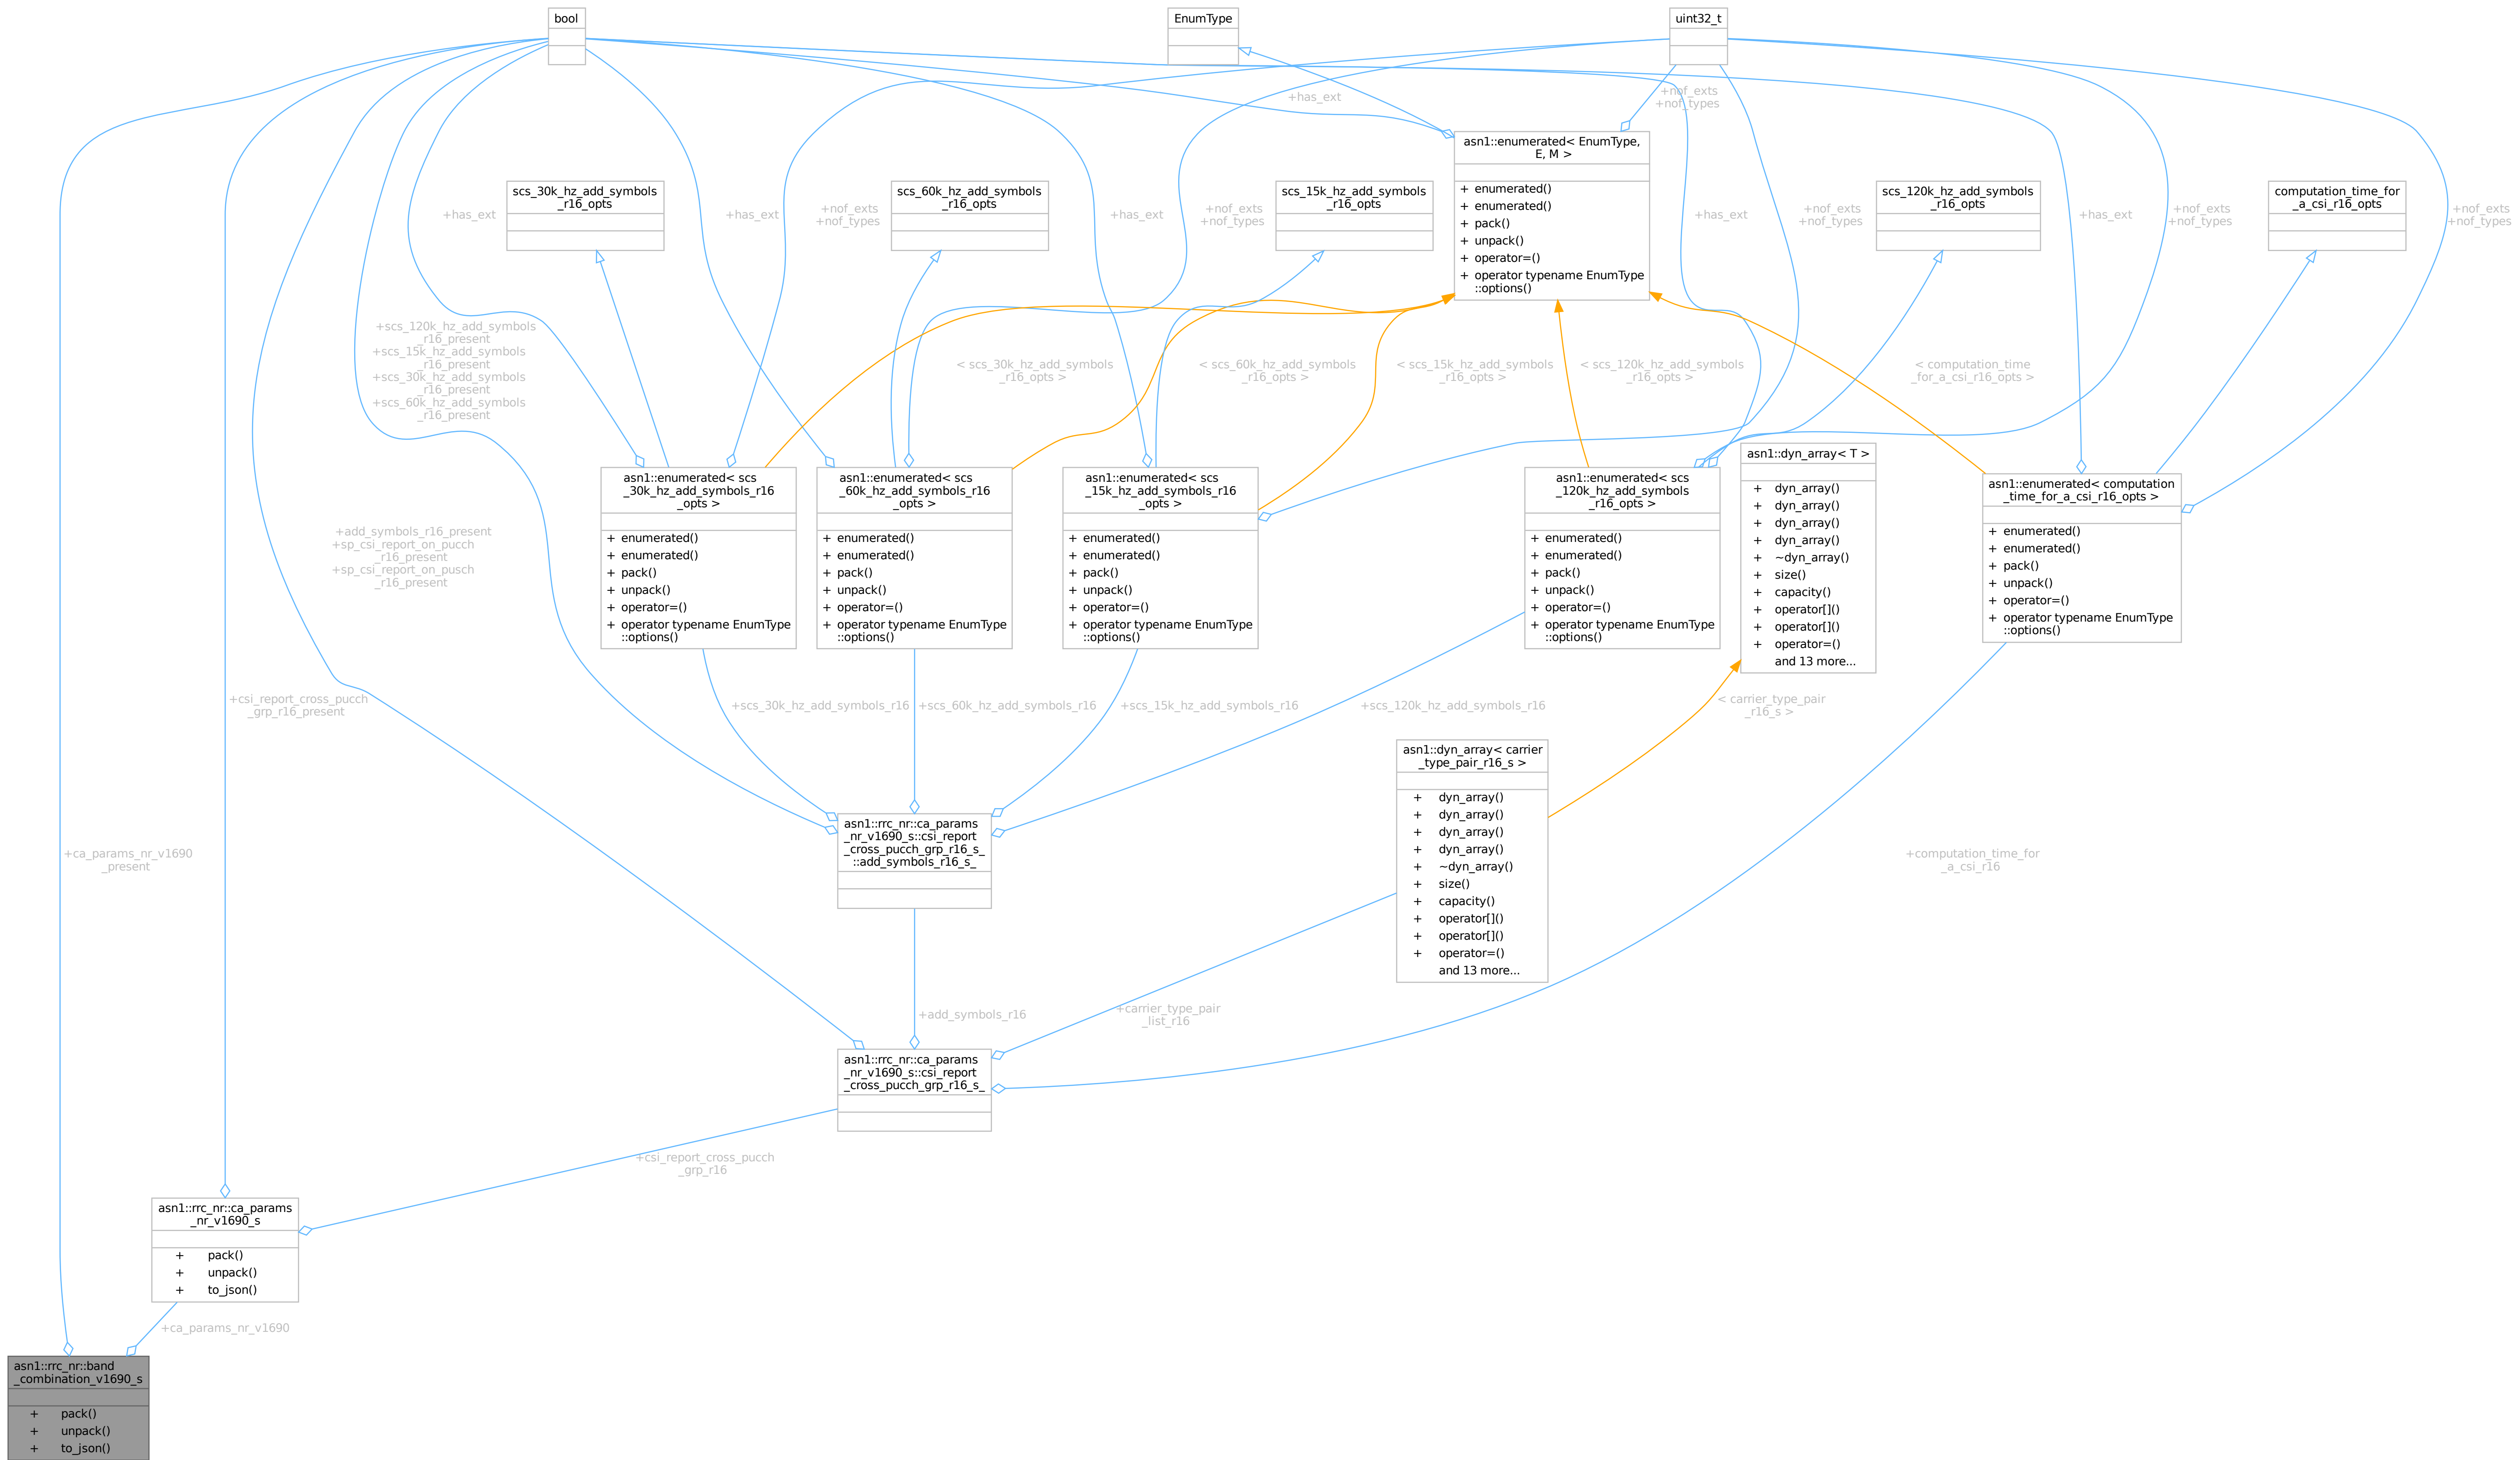 bool
EnumType
uint32_t
+has_ext
+nof_exts
+nof_types
asn1::enumerated< EnumType,
E, M >
+ enumerated()
+ enumerated()
+ pack()
+ unpack()
+ operator=()
+ operator typename EnumType
::options()
scs_30k_hz_add_symbols
_r16_opts
scs_60k_hz_add_symbols
_r16_opts
scs_15k_hz_add_symbols
_r16_opts
scs_120k_hz_add_symbols
_r16_opts
computation_time_for
_a_csi_r16_opts
+has_ext
+has_ext
+nof_exts
+nof_types
+has_ext
+nof_exts
+nof_types
+has_ext
+nof_exts
+nof_types
+has_ext
+nof_exts
+nof_types
+nof_exts
+nof_types
+scs_120k_hz_add_symbols
_r16_present
+scs_15k_hz_add_symbols
_r16_present
+scs_30k_hz_add_symbols
_r16_present
+scs_60k_hz_add_symbols
_r16_present
< scs_30k_hz_add_symbols
_r16_opts >
< scs_60k_hz_add_symbols
_r16_opts >
< scs_15k_hz_add_symbols
_r16_opts >
< scs_120k_hz_add_symbols
_r16_opts >
< computation_time
_for_a_csi_r16_opts >
asn1::enumerated< scs
_30k_hz_add_symbols_r16
_opts >
+ enumerated()
+ enumerated()
+ pack()
+ unpack()
+ operator=()
+ operator typename EnumType
::options()
asn1::enumerated< scs
_60k_hz_add_symbols_r16
_opts >
+ enumerated()
+ enumerated()
+ pack()
+ unpack()
+ operator=()
+ operator typename EnumType
::options()
asn1::enumerated< scs
_15k_hz_add_symbols_r16
_opts >
+ enumerated()
+ enumerated()
+ pack()
+ unpack()
+ operator=()
+ operator typename EnumType
::options()
asn1::enumerated< scs
_120k_hz_add_symbols
_r16_opts >
+ enumerated()
+ enumerated()
+ pack()
+ unpack()
+ operator=()
+ operator typename EnumType
::options()
asn1::dyn_array< T >
+ dyn_array()
+ dyn_array()
+ dyn_array()
+ dyn_array()
+ ~dyn_array()
+ size()
+ capacity()
+ operator[]()
+ operator[]()
+ operator=()
and 13 more...
asn1::enumerated< computation
_time_for_a_csi_r16_opts >
+ enumerated()
+ enumerated()
+ pack()
+ unpack()
+ operator=()
+ operator typename EnumType
::options()
+add_symbols_r16_present
+sp_csi_report_on_pucch
_r16_present
+sp_csi_report_on_pusch
_r16_present
+csi_report_cross_pucch
_grp_r16_present
+scs_30k_hz_add_symbols_r16
+scs_60k_hz_add_symbols_r16
+scs_15k_hz_add_symbols_r16
+scs_120k_hz_add_symbols_r16
< carrier_type_pair
_r16_s >
asn1::dyn_array< carrier
_type_pair_r16_s >
+ dyn_array()
+ dyn_array()
+ dyn_array()
+ dyn_array()
+ ~dyn_array()
+ size()
+ capacity()
+ operator[]()
+ operator[]()
+ operator=()
and 13 more...
asn1::rrc_nr::ca_params
_nr_v1690_s::csi_report
_cross_pucch_grp_r16_s_
::add_symbols_r16_s_
+ca_params_nr_v1690
_present
+computation_time_for
_a_csi_r16
+add_symbols_r16
+carrier_type_pair
_list_r16
asn1::rrc_nr::ca_params
_nr_v1690_s::csi_report
_cross_pucch_grp_r16_s_
+csi_report_cross_pucch
_grp_r16
asn1::rrc_nr::ca_params
_nr_v1690_s
+ pack()
+ unpack()
+ to_json()
+ca_params_nr_v1690
asn1::rrc_nr::band
_combination_v1690_s
+ pack()
+ unpack()
+ to_json()